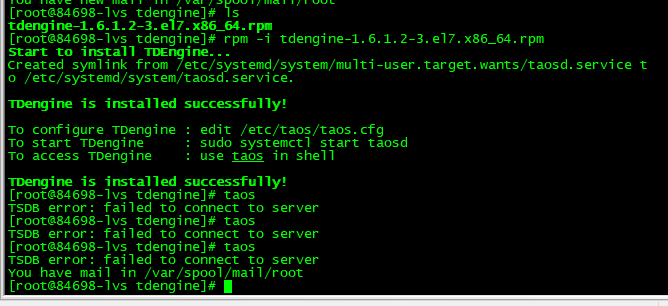 You have new mail in /var/spool/mail/root
[root@84698-lvs tdengine]# ls
tdengine-1.6.1.2-3.el7.x86_64.rpm
[root@84698-lvs tdengine]# rpm -i tdengine-1.6.1.2-3.el7.x86_64.rpm
Start to install TDEngine...
Created symlink from /etc/systemd/system/multi-user.target.wants/taosd.service t
o /etc/systemd/system/taosd.service.
TDengine is installed successfully!
To configure TDengine : edit /etc/taos/taos.cfg
To start TDengine     : sudo systemctl start taosd
To access TDengine    : use taos in shell
TDengine is installed successfully!
[root@84698-lvs tdengine]# taos
TSDB error: failed to connect to server
[root@84698-lvs tdengine]# taos
TSDB error: failed to connect to server
[root@84698-lvs tdengine]# taos
TSDB error: failed to connect to server
You have mail in /var/spool/mail/root
[root@84698-lvs tdengine]#